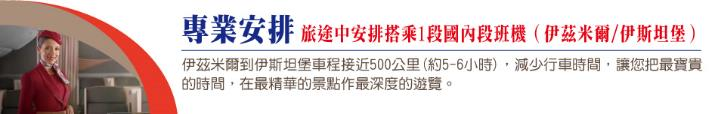 專業安排 旅途中安排搭乘1段國內段班機（伊茲米爾/伊斯坦堡）
伊茲米爾到伊斯坦堡車程接近500公里(約5-6小時)，減少行車時間，讓您把最寶貴
的時間，在最精華的景點作最深度的遊覽。